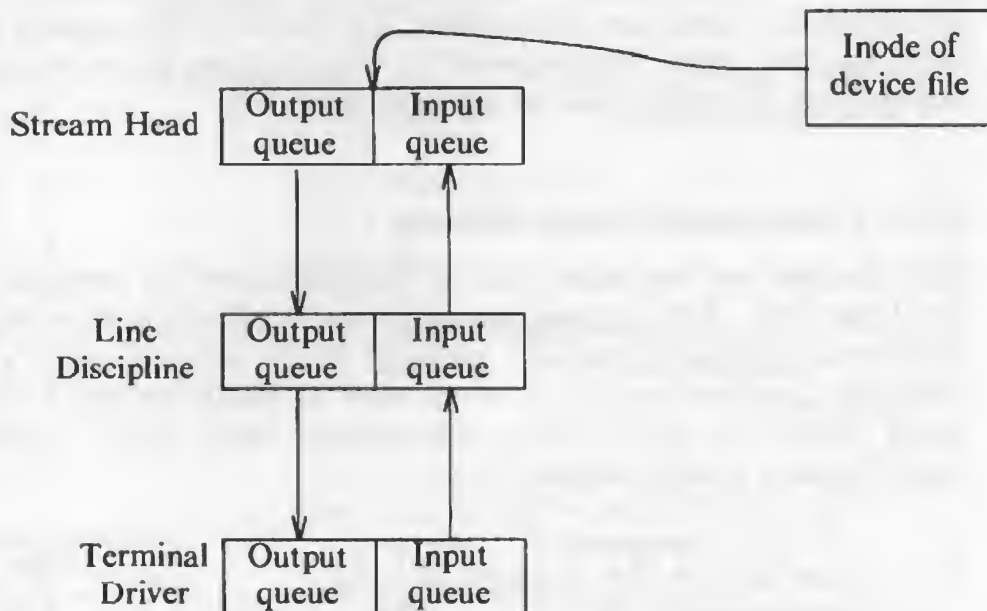 Inode of
device file
Stream Head
Output
queue
Input
queue
Line
Discipline
Output
queue
Input
queue
Terminal
Driver
Output
queue
Input
queue